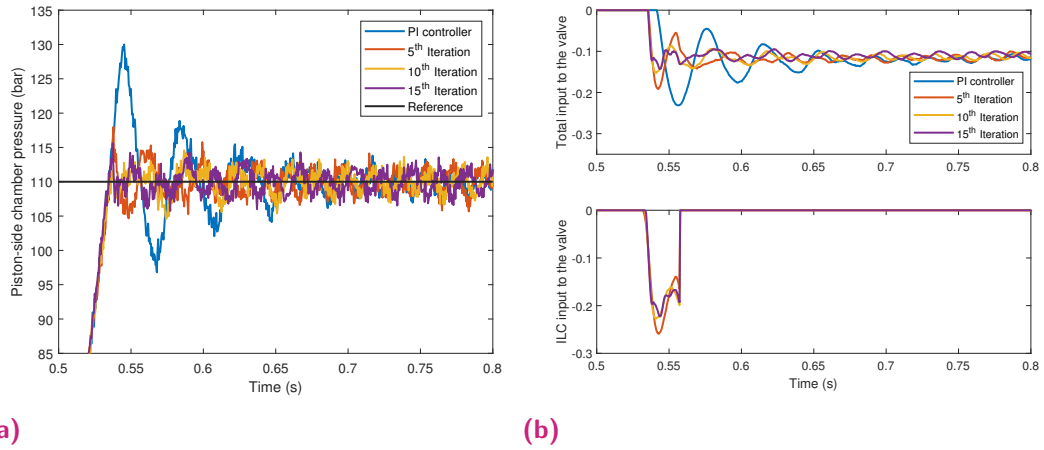 135
130
125
120
115
110
105
100
95
90
85
Piston-side chamber pressure (bar)
PI controller
5th Iteration
10th Iteration
15th Iteration
Reference
0.5 0.55 0.6 0.65 0.7 0.75 0.8
Time (s)
a)
0
-0.1
-0.2
-0.3
Total input to the valve
PI controller
5th Iteration
10th Iteration
15th Iteration
0.5 0.55 0.6 0.65 0.7 0.75 0.8
0
-0.1
-0.2
-0.3
ILC input to the valve
0.5 0.55 0.6 0.65 0.7 0.75 0.8
Time (s)
(b)